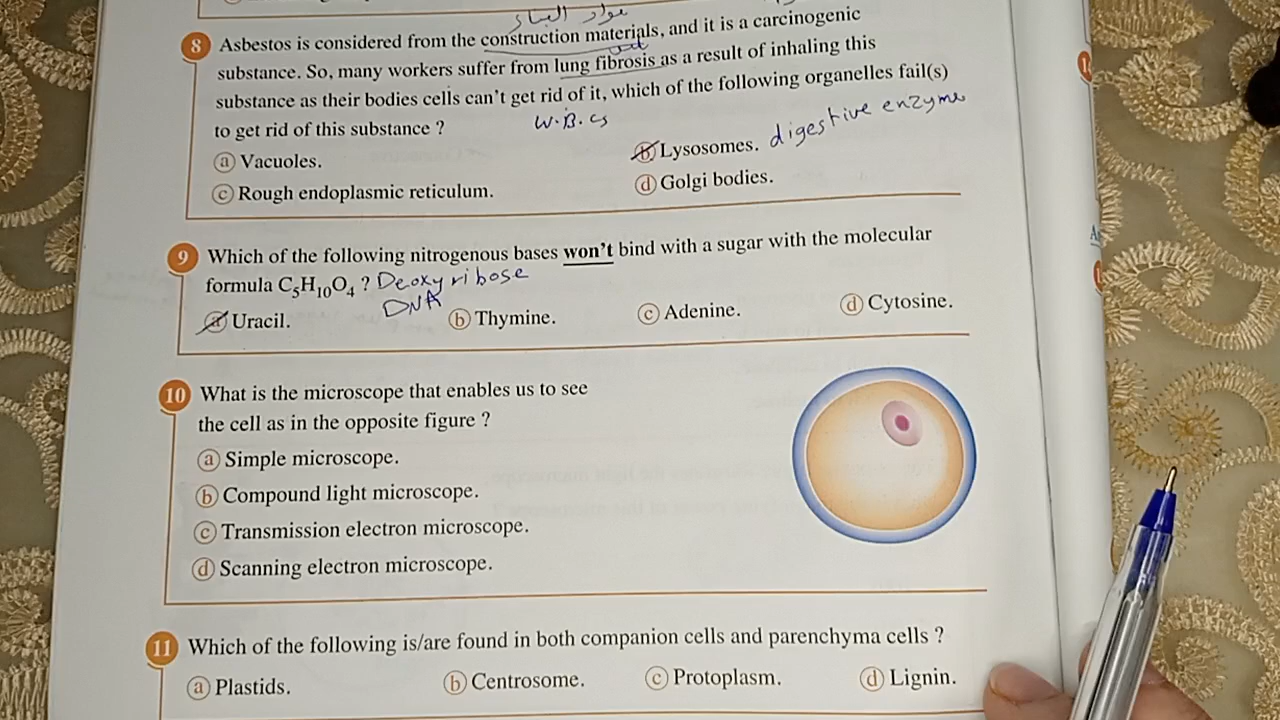 مواد البناء
8 Asbestos is considered from the construction materials, and it is a carcinogenic
substance. So, many workers suffer from lung fibrosis as a result of inhaling this
substance as their bodies cells can't get rid of it, which of the following organelles fail(s)
to get rid of this substance ? W.B.Cs
a Vacuoles. b Lysosomes. digestive enzyme
c Rough endoplasmic reticulum. d Golgi bodies.
9 Which of the following nitrogenous bases won't bind with a sugar with the molecular
formula C₅H₁₀O₄ ? Deoxyribose
DNA
a Uracil. b Thymine. c Adenine. d Cytosine.
10 What is the microscope that enables us to see
the cell as in the opposite figure ?
a Simple microscope.
b Compound light microscope.
c Transmission electron microscope.
d Scanning electron microscope.
11 Which of the following is/are found in both companion cells and parenchyma cells ?
a Plastids. b Centrosome. c Protoplasm. d Lignin.